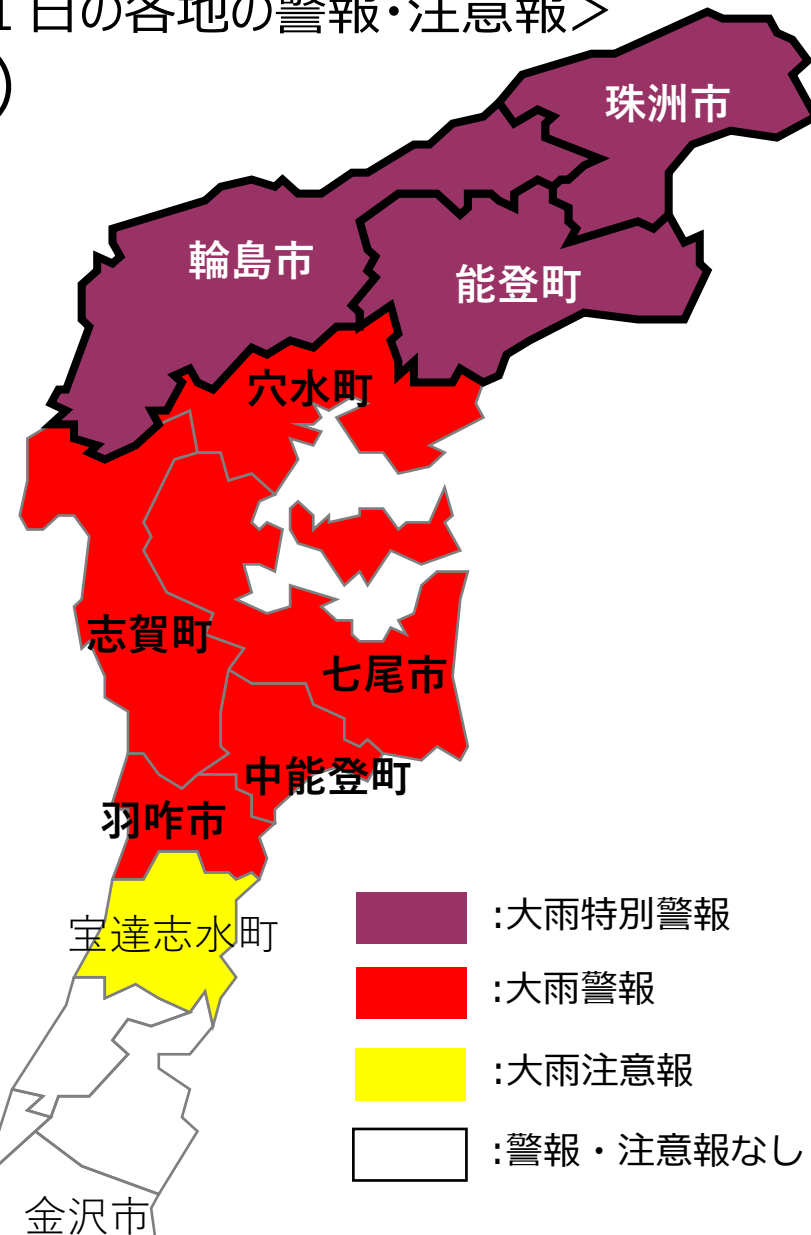 1日の各地の警報・注意報＞
)
珠洲市
輪島市
能登町
穴水町
志賀町
七尾市
中能登町
羽咋市
宝達志水町
:大雨特別警報
:大雨警報
:大雨注意報
:警報・注意報なし
金沢市